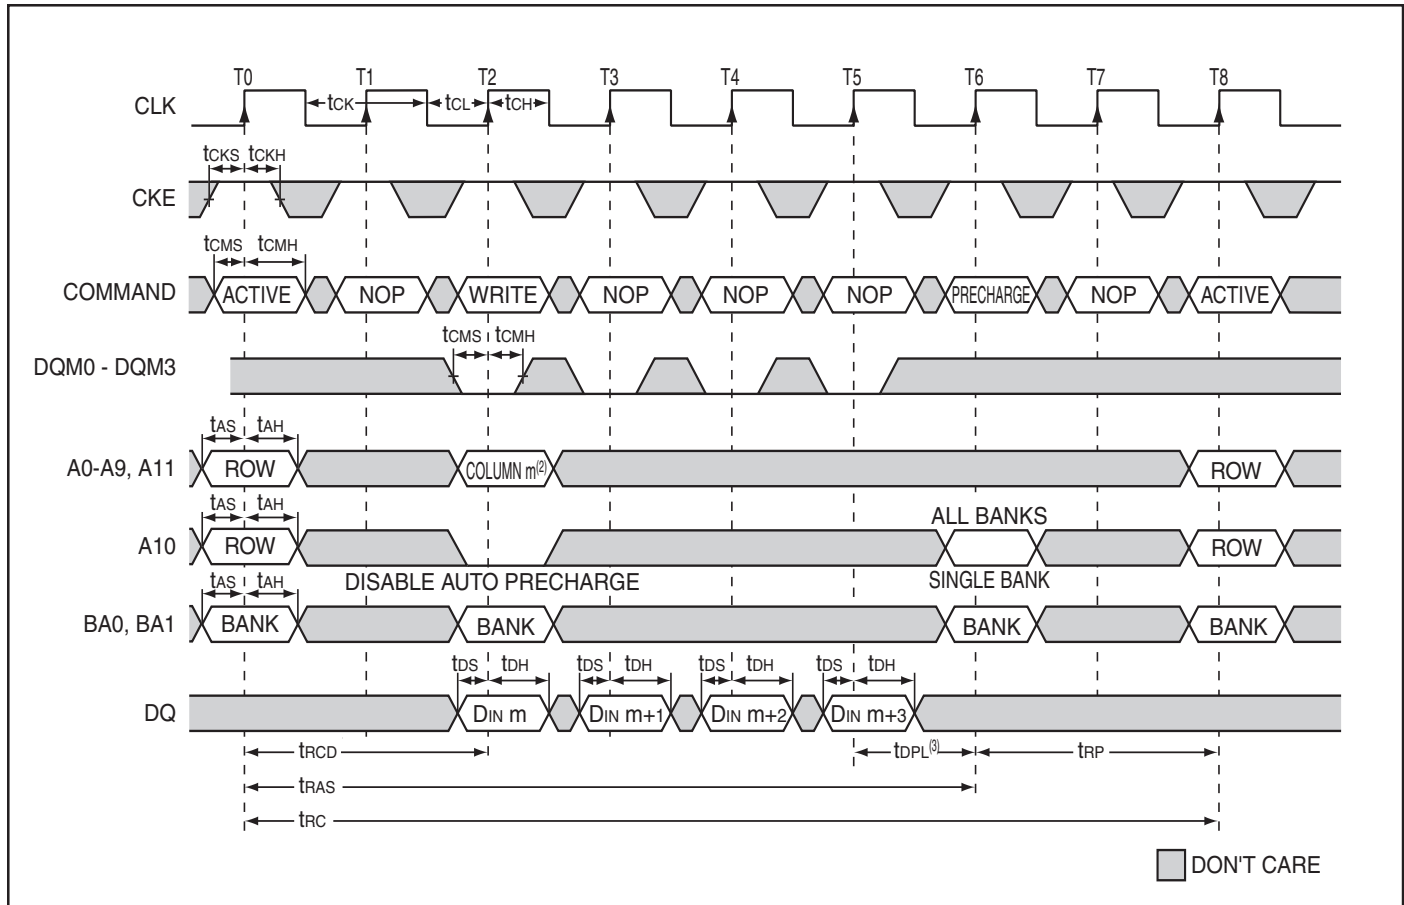 T0 T1 T2 T3 T4 T5 T6 T7 T8
CLK tCK tCL tCH
tCKS tCKH
CKE
tCMS tCMH
COMMAND ACTIVE NOP WRITE NOP NOP NOP PRECHARGE NOP ACTIVE
tCMS tCMH
DQM0 - DQM3
tAS tAH
A0-A9, A11 ROW COLUMN m(2) ROW
tAS tAH ALL BANKS
A10 ROW ROW
DISABLE AUTO PRECHARGE SINGLE BANK
tAS tAH
BA0, BA1 BANK BANK BANK BANK
tDS tDH tDS tDH tDS tDH tDS tDH
DQ DIN m DIN m+1 DIN m+2 DIN m+3
tRCD tDPL(3) tRP
tRAS
tRC
DON'T CARE